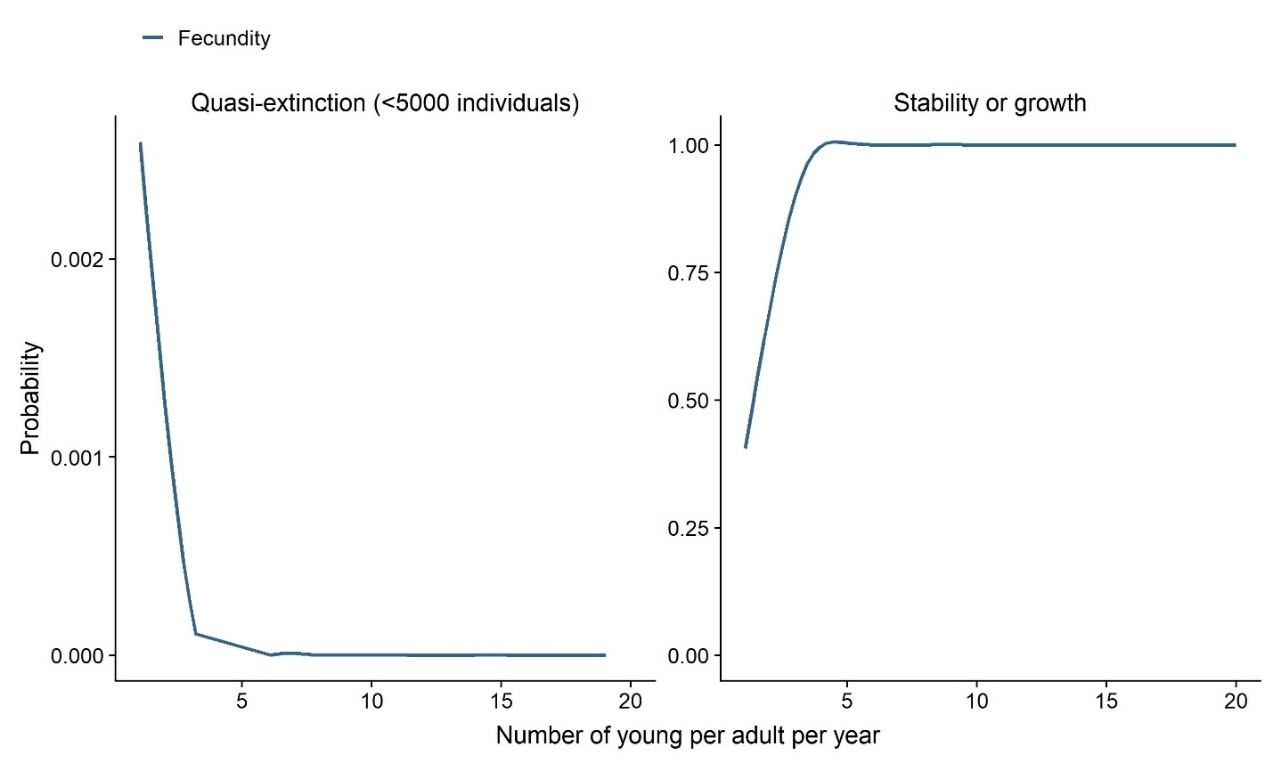 Fecundity
Quasi-extinction (<5000 individuals)
Stability or growth
Probability
0.002
0.001
0.000
5 10 15 20
1.00
0.75
0.50
0.25
0.00
5 10 15 20
Number of young per adult per year